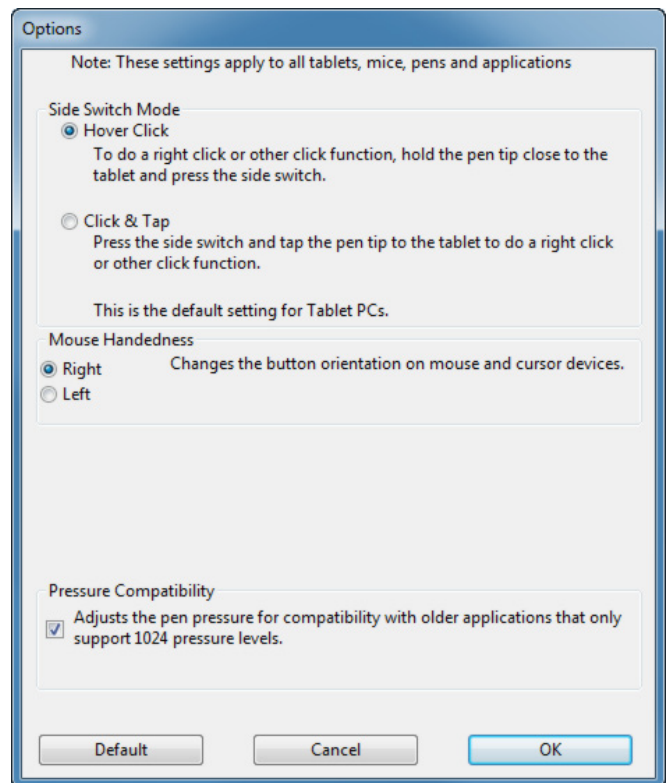 Options
Note: These settings apply to all tablets, mice, pens and applications
Side Switch Mode
Hover Click
To do a right click or other click function, hold the pen tip close to the
tablet and press the side switch.
Click & Tap
Press the side switch and tap the pen tip to the tablet to do a right click
or other click function.
This is the default setting for Tablet PCs.
Mouse Handedness
Right
Changes the button orientation on mouse and cursor devices.
Left
Pressure Compatibility
Adjusts the pen pressure for compatibility with older applications that only
support 1024 pressure levels.
Default
Cancel
OK